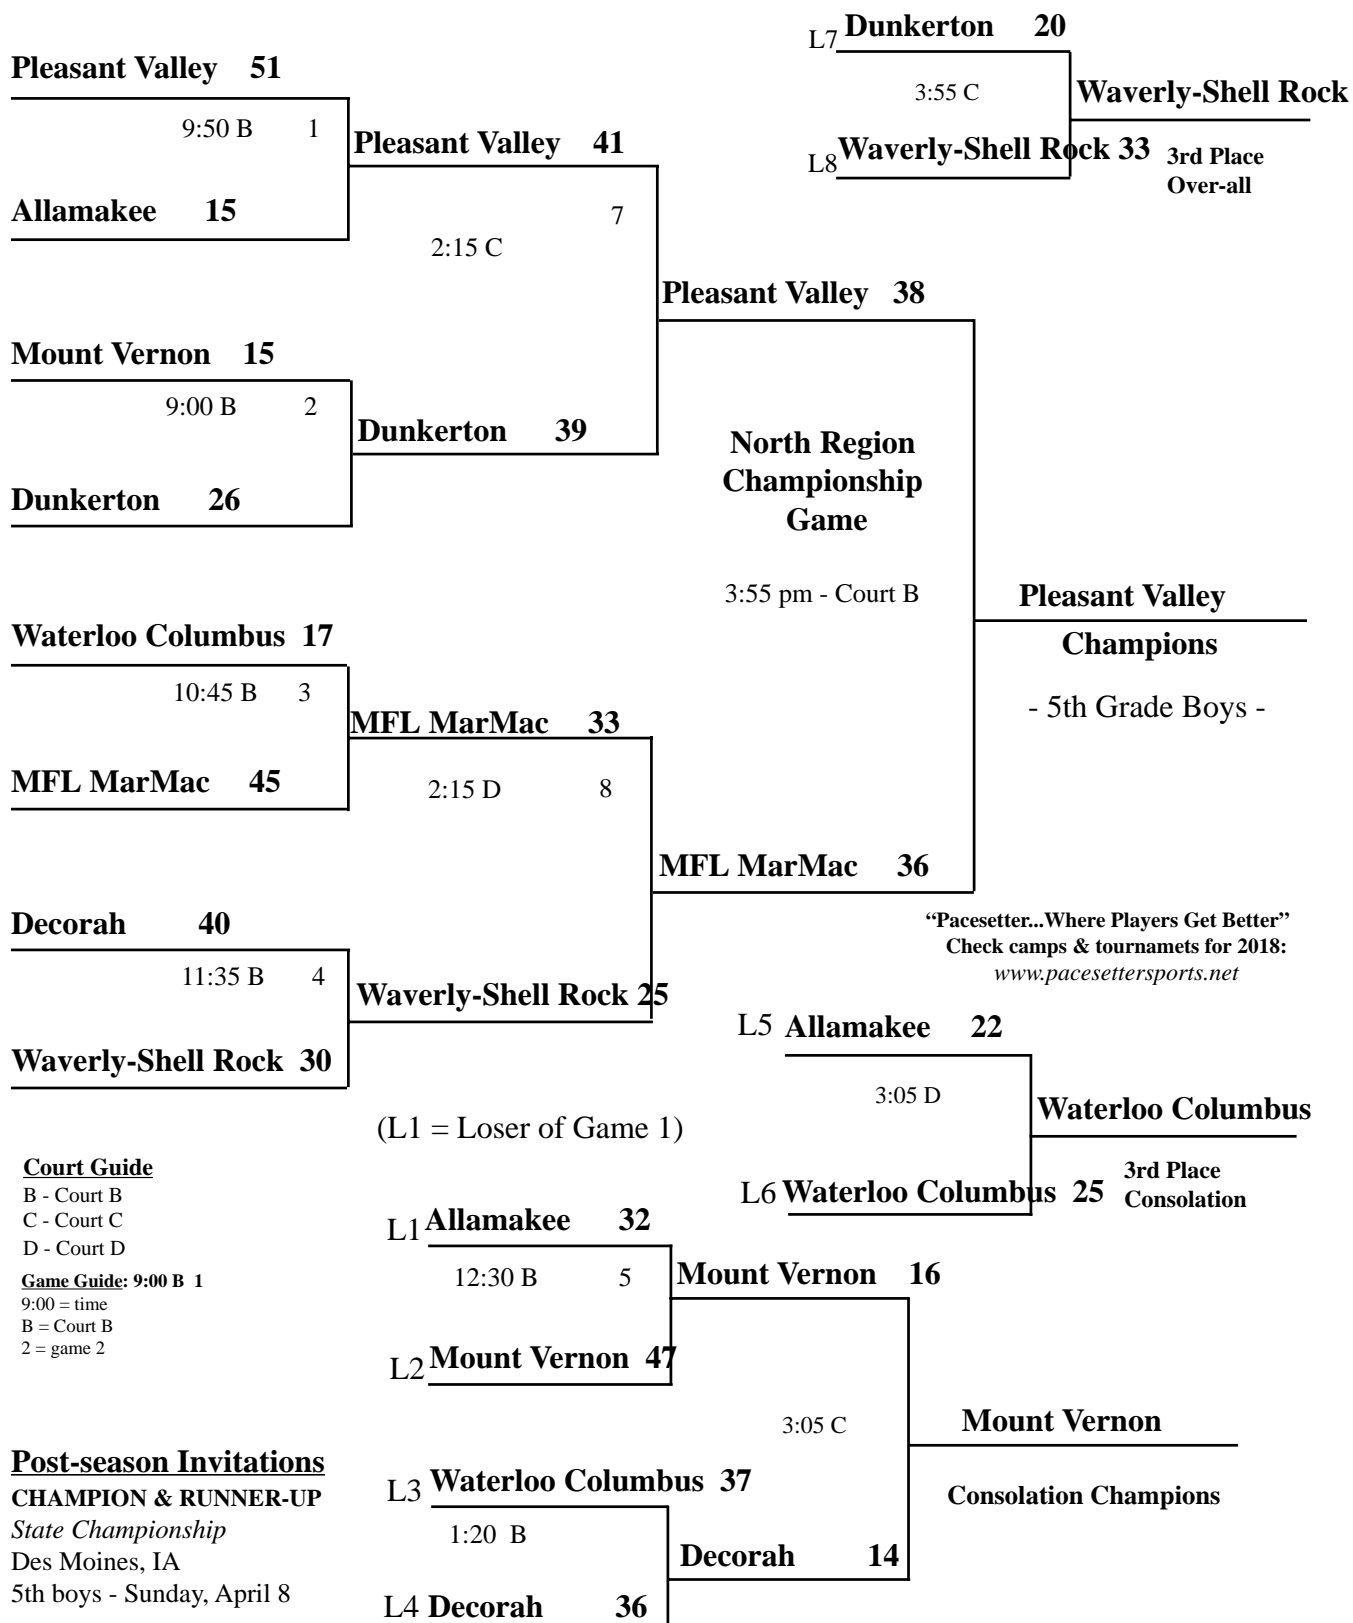 Pleasant Valley 51
9:50 B 1
Allamakee 15
Pleasant Valley 41
2:15 C 7
Mount Vernon 15
9:00 B 2
Dunkerton 26
Dunkerton 39
Pleasant Valley 38
North Region
Championship
Game
3:55 pm - Court B
Waterloo Columbus 17
10:45 B 3
MFL MarMac 45
MFL MarMac 33
2:15 D 8
Decorah 40
11:35 B 4
Waverly-Shell Rock 30
Waverly-Shell Rock 25
MFL MarMac 36
Pleasant Valley
Champions
- 5th Grade Boys -
L7 Dunkerton 20
3:55 C
L8 Waverly-Shell Rock 33
Waverly-Shell Rock
3rd Place
Over-all
“Pacesetter...Where Players Get Better”
Check camps & tournamets for 2018:
www.pacesettersports.net
L5 Allamakee 22
3:05 D
L6 Waterloo Columbus 25
Waterloo Columbus
3rd Place
Consolation
(L1 = Loser of Game 1)
L1 Allamakee 32
12:30 B 5
L2 Mount Vernon 47
Mount Vernon 16
3:05 C
L3 Waterloo Columbus 37
1:20 B
L4 Decorah 36
Decorah 14
Mount Vernon
Consolation Champions
Court Guide
B - Court B
C - Court C
D - Court D
Game Guide: 9:00 B 1
9:00 = time
B = Court B
2 = game 2
Post-season Invitations
CHAMPION & RUNNER-UP
State Championship
Des Moines, IA
5th boys - Sunday, April 8